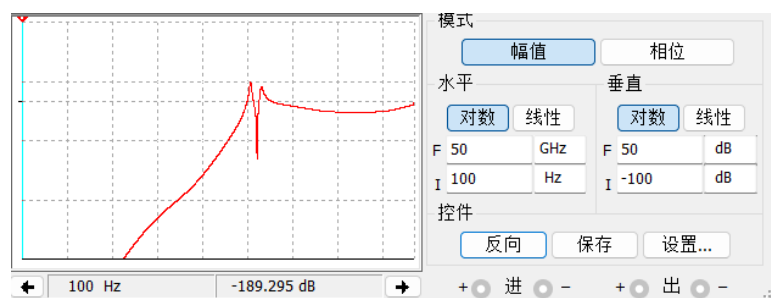 模式
幅值 相位
水平 垂直
对数 线性 对数 线性
F 50 GHz F 50 dB
I 100 Hz I -100 dB
控件
反向 保存 设置...
100 Hz -189.295 dB + 进 - + 出 -